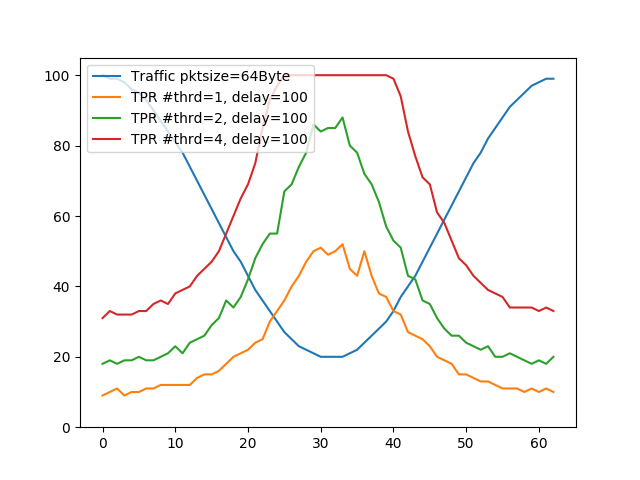 Traffic pktsize=64Byte
TPR #thrd=1, delay=100
TPR #thrd=2, delay=100
TPR #thrd=4, delay=100
100
80
60
40
20
0
0 10 20 30 40 50 60